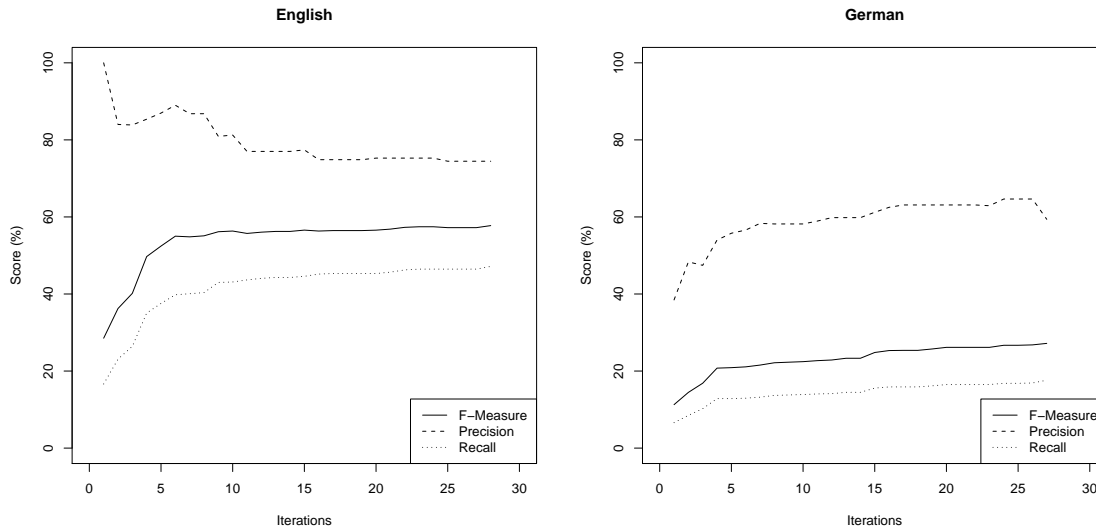 English
Score (%)
100
80
60
40
20
0
0 5 10 15 20 25 30
Iterations
F−Measure
Precision
Recall
German
Score (%)
100
80
60
40
20
0
0 5 10 15 20 25 30
Iterations
F−Measure
Precision
Recall